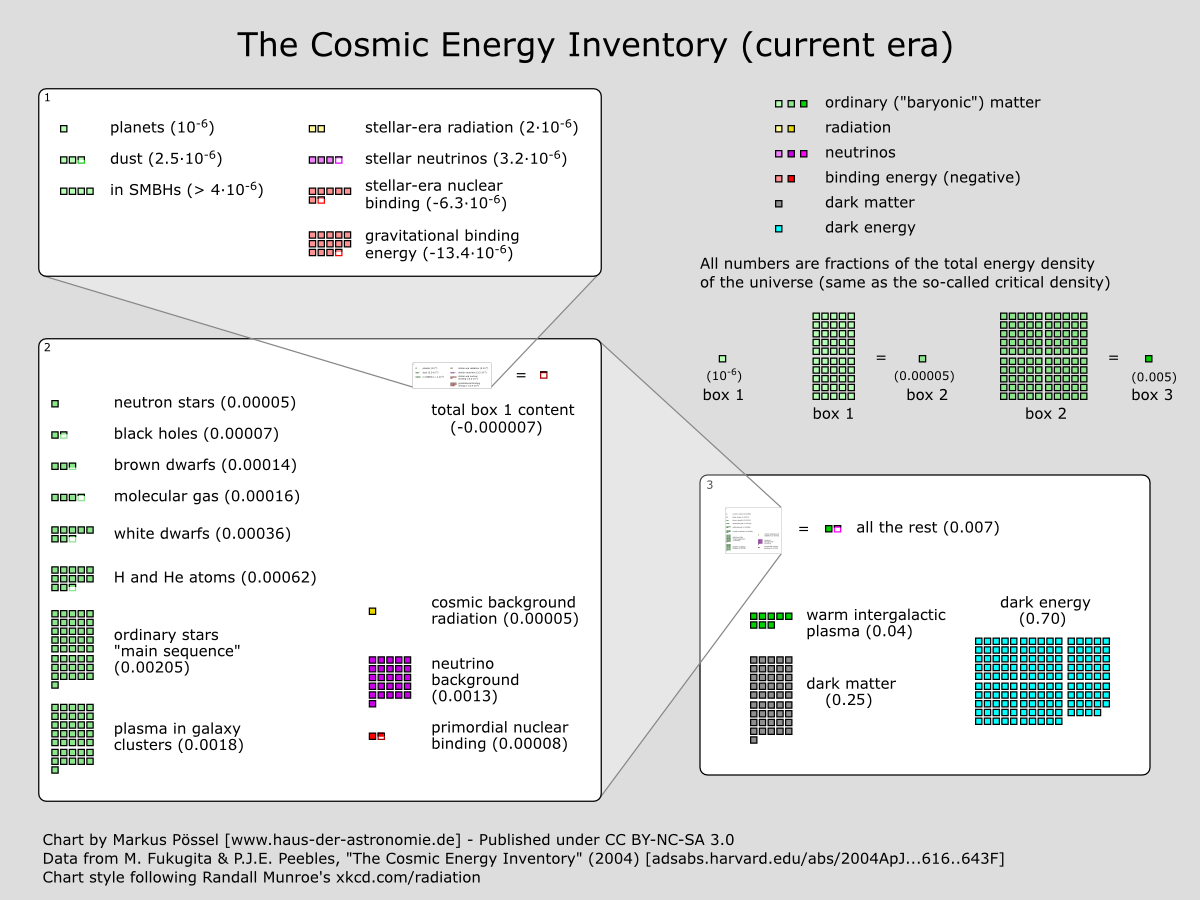 The Cosmic Energy Inventory (current era)
1
planets (10⁻⁶)
dust (2.5·10⁻⁶)
in SMBHs (> 4·10⁻⁶)
stellar-era radiation (2·10⁻⁶)
stellar neutrinos (3.2·10⁻⁶)
stellar-era nuclear
binding (-6.3·10⁻⁶)
gravitational binding
energy (-13.4·10⁻⁶)
ordinary ("baryonic") matter
radiation
neutrinos
binding energy (negative)
dark matter
dark energy
All numbers are fractions of the total energy density
of the universe (same as the so-called critical density)
(10⁻⁶)
box 1
box 1
=
(0.00005)
box 2
box 2
=
(0.005)
box 3
2
=
total box 1 content
(-0.000007)
neutron stars (0.00005)
black holes (0.00007)
brown dwarfs (0.00014)
molecular gas (0.00016)
white dwarfs (0.00036)
H and He atoms (0.00062)
ordinary stars
"main sequence"
(0.00205)
plasma in galaxy
clusters (0.0018)
cosmic background
radiation (0.00005)
neutrino
background
(0.0013)
primordial nuclear
binding (0.00008)
3
=
all the rest (0.007)
warm intergalactic
plasma (0.04)
dark matter
(0.25)
dark energy
(0.70)
Chart by Markus Pössel [www.haus-der-astronomie.de] - Published under CC BY-NC-SA 3.0
Data from M. Fukugita & P.J.E. Peebles, "The Cosmic Energy Inventory" (2004) [adsabs.harvard.edu/abs/2004ApJ...616..643F]
Chart style following Randall Munroe's xkcd.com/radiation